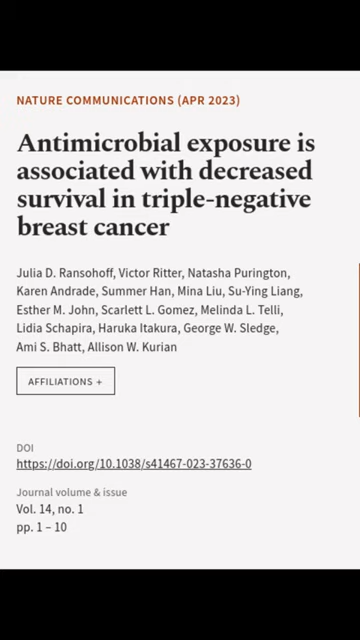 NATURE COMMUNICATIONS (APR 2023)
Antimicrobial exposure is
associated with decreased
survival in triple-negative
breast cancer
Julia D. Ransohoff, Victor Ritter, Natasha Purington,
Karen Andrade, Summer Han, Mina Liu, Su-Ying Liang,
Esther M. John, Scarlett L. Gomez, Melinda L. Telli,
Lidia Schapira, Haruka Itakura, George W. Sledge,
Ami S. Bhatt, Allison W. Kurian
AFFILIATIONS +
DOI
https://doi.org/10.1038/s41467-023-37636-0
Journal volume & issue
Vol. 14, no. 1
pp. 1 – 10